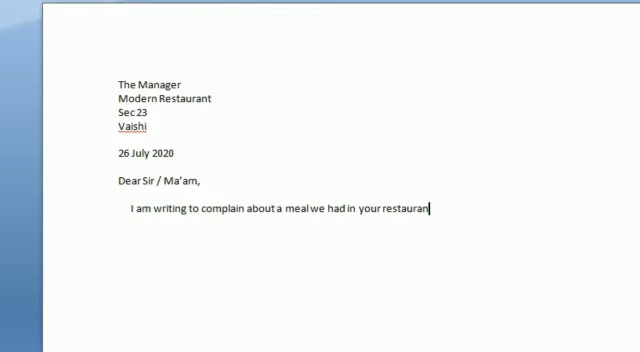 The Manager
Modern Restaurant
Sec 23
Vaishi
26 July 2020
Dear Sir / Ma'am,
I am writing to complain about a meal we had in your restauran